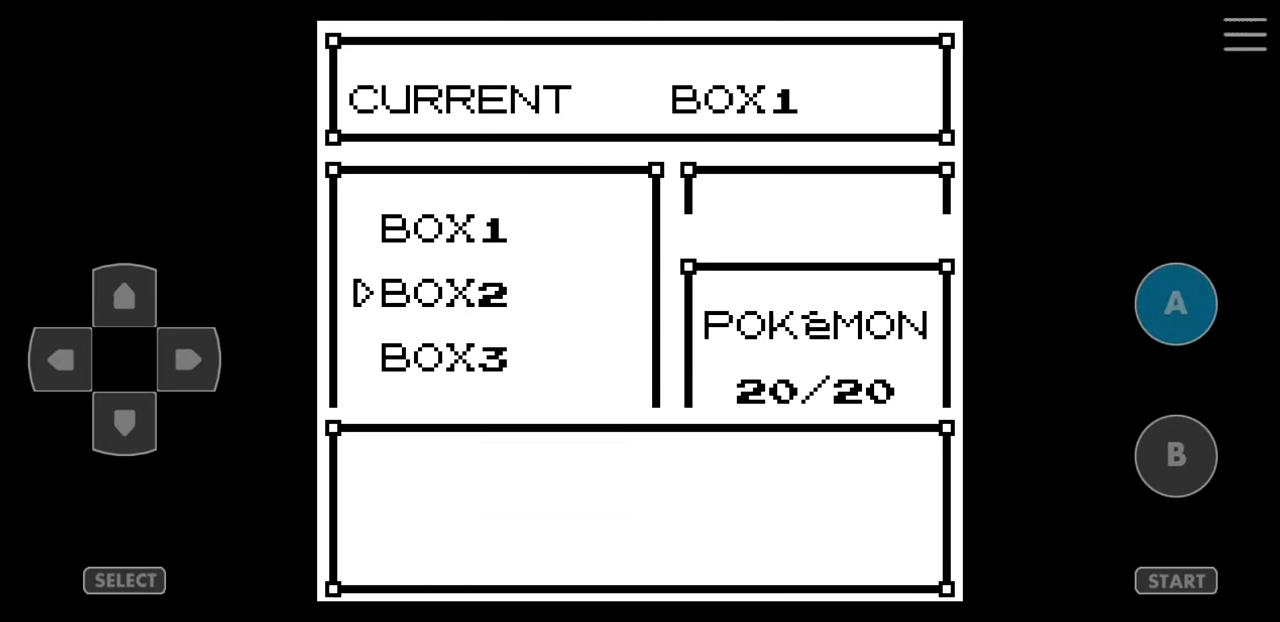 CURRENT BOX1
BOX1
BOX2
BOX3
POKéMON
20/20
A
B
SELECT
START